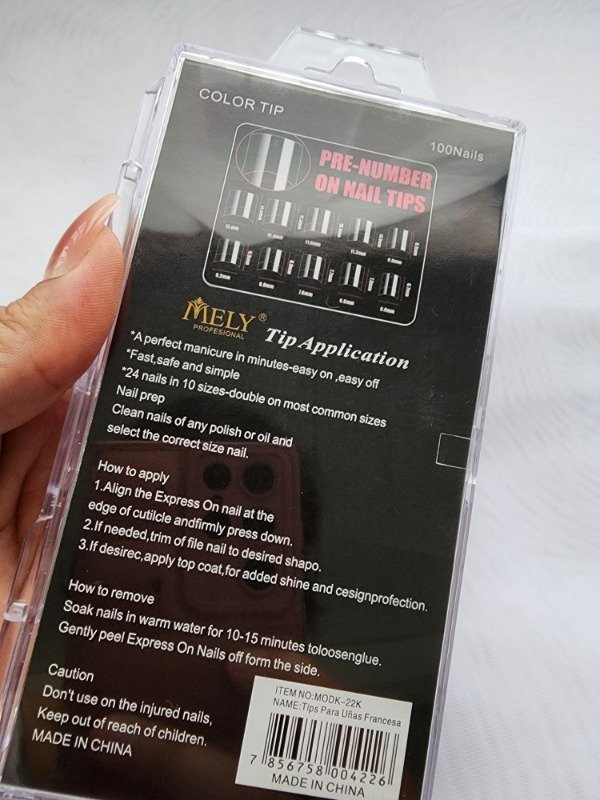 COLOR TIP
100Nails
PRE-NUMBER
ON NAIL TIPS
MELY®
PROFESIONAL
Tip Application
*A perfect manicure in minutes-easy on ,easy off
*Fast,safe and simple
*24 nails in 10 sizes-double on most common sizes
Nail prep
Clean nails of any polish or oil and
select the correct size nail.
How to apply
1.Align the Express On nail at the
edge of cutilcle andfirmly press down.
2.If needed,trim of file nail to desired shapo.
3.If desirec,apply top coat,for added shine and cesignprofection.
How to remove
Soak nails in warm water for 10-15 minutes toloosenglue.
Gently peel Express On Nails off form the side.
Caution
Don't use on the injured nails,
Keep out of reach of children.
MADE IN CHINA
ITEM NO:MODK-22K
NAME:Tips Para Uñas Francesa
7 856758 004226
MADE IN CHINA